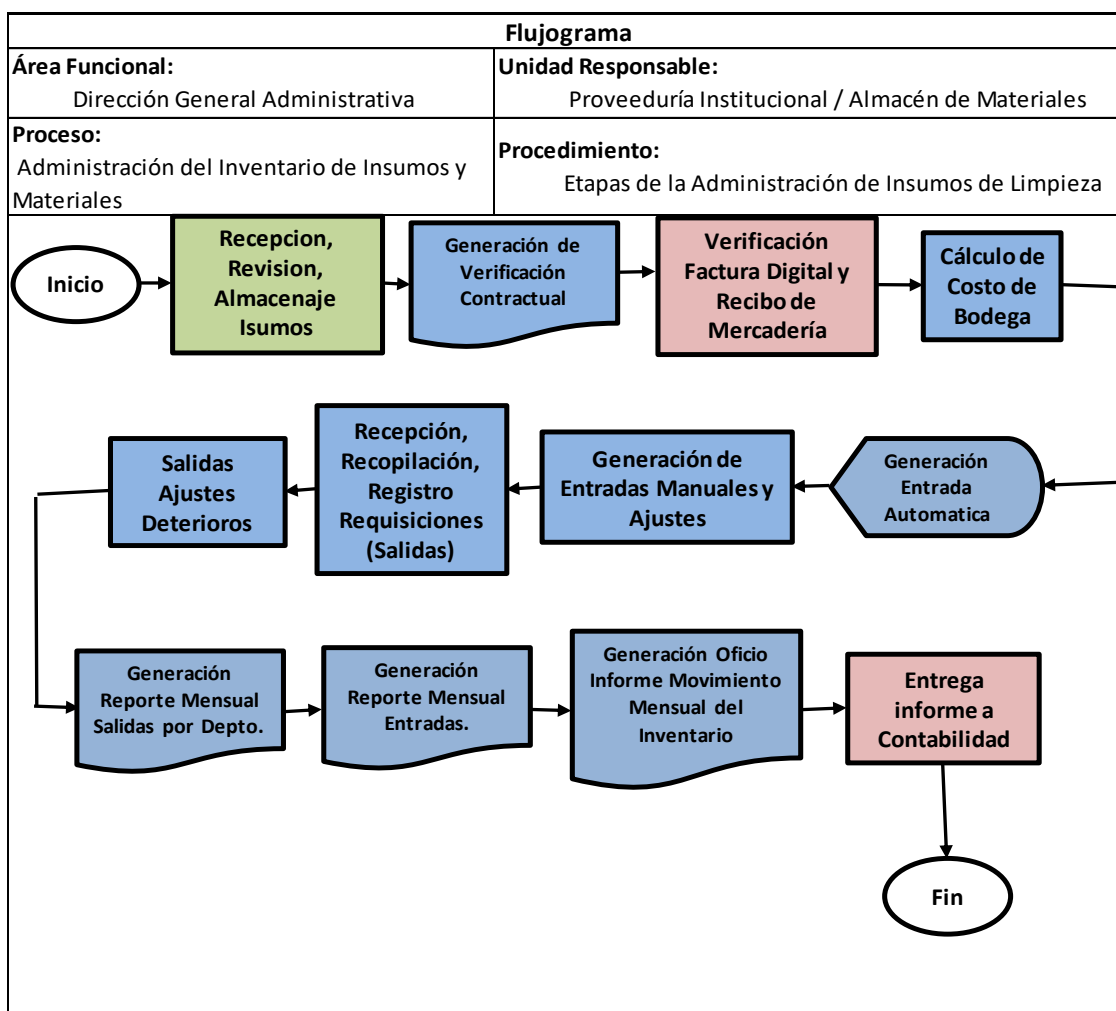 Flujograma
Área Funcional:
Dirección General Administrativa
Unidad Responsable:
Proveeduría Institucional / Almacén de Materiales
Proceso:
Administración del Inventario de Insumos y
Materiales
Procedimiento:
Etapas de la Administración de Insumos de Limpieza
Inicio
Recepcion,
Revision,
Almacenaje
Isumos
Generación de
Verificación
Contractual
Verificación
Factura Digital y
Recibo de
Mercadería
Cálculo de
Costo de
Bodega
Generación
Entrada
Automatica
Generación de
Entradas Manuales y
Ajustes
Recepción,
Recopilación,
Registro
Requisiciones
(Salidas)
Salidas
Ajustes
Deterioros
Generación
Reporte Mensual
Salidas por Depto.
Generación
Reporte Mensual
Entradas.
Generación Oficio
Informe Movimiento
Mensual del
Inventario
Entrega
informe a
Contabilidad
Fin